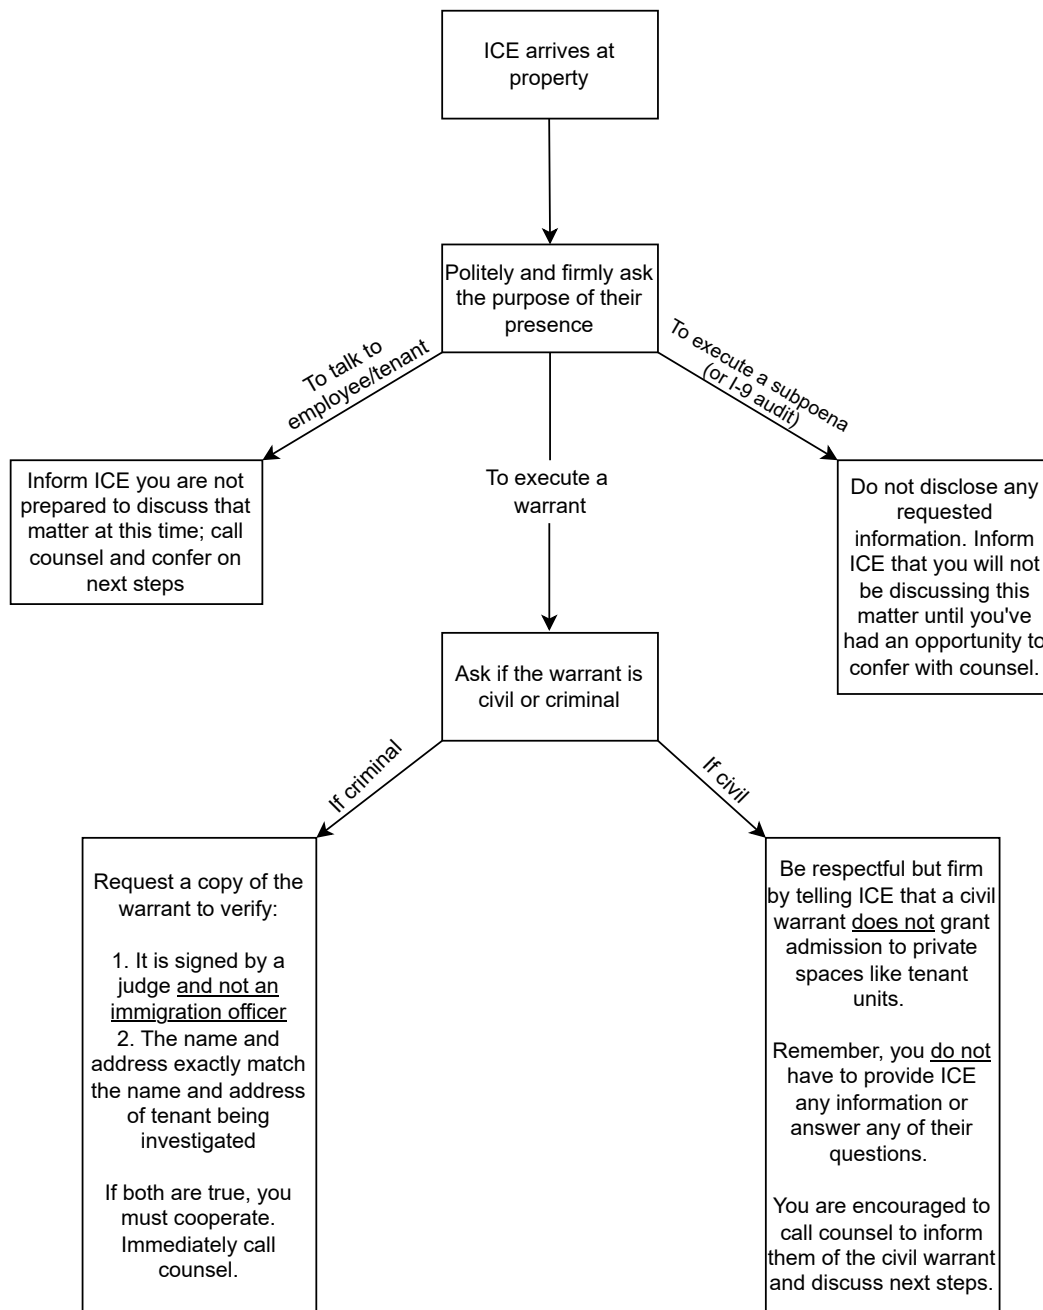 ICE arrives at
property
Politely and firmly ask
the purpose of their
presence
To talk to
employee/tenant
To execute a
warrant
To execute a subpoena
(or I-9 audit)
Inform ICE you are not
prepared to discuss that
matter at this time; call
counsel and confer on
next steps
Do not disclose any
requested
information. Inform
ICE that you will not
be discussing this
matter until you've
had an opportunity to
confer with counsel.
Ask if the warrant is
civil or criminal
If criminal
If civil
Request a copy of the
warrant to verify:
1. It is signed by a
judge and not an
immigration officer
2. The name and
address exactly match
the name and address
of tenant being
investigated
If both are true, you
must cooperate.
Immediately call
counsel.
Be respectful but firm
by telling ICE that a civil
warrant does not grant
admission to private
spaces like tenant
units.
Remember, you do not
have to provide ICE
any information or
answer any of their
questions.
You are encouraged to
call counsel to inform
them of the civil warrant
and discuss next steps.